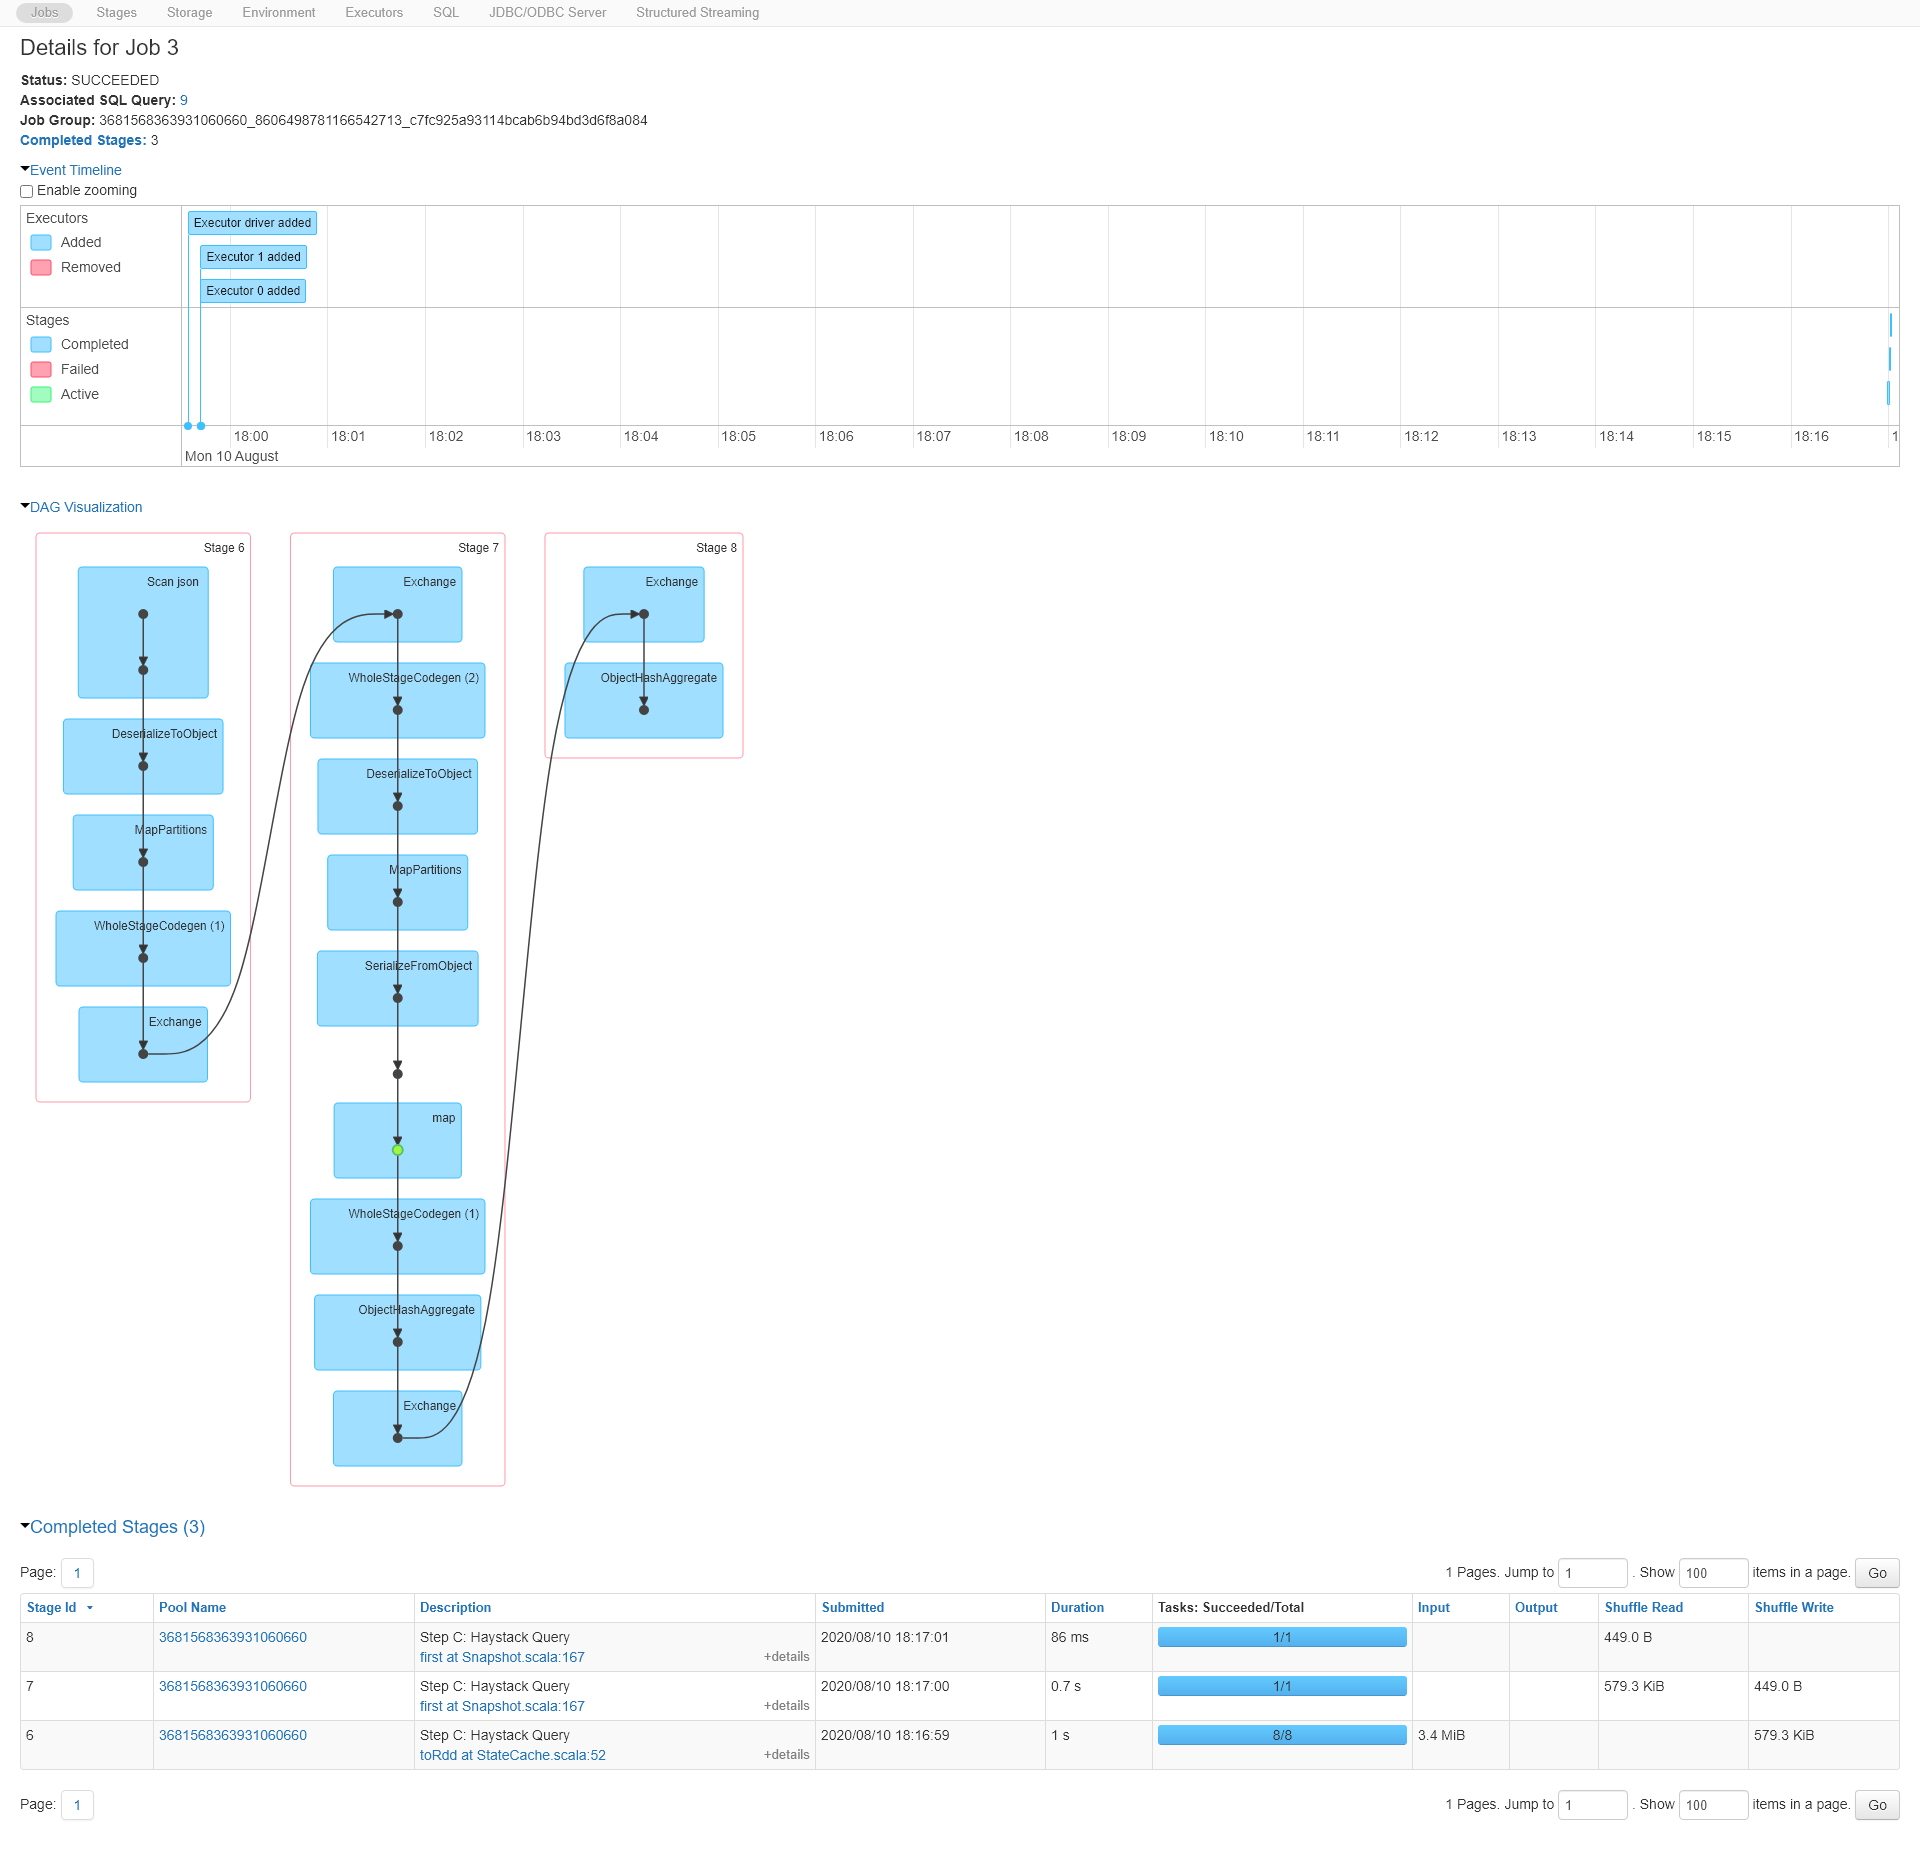 Jobs Stages Storage Environment Executors SQL JDBC/ODBC Server Structured Streaming
Details for Job 3
Status: SUCCEEDED
Associated SQL Query: 9
Job Group: 3681568363931060660_8606498781166542713_c7fc925a93114bcab6b94bd3d6f8a084
Completed Stages: 3
Event Timeline
Enable zooming
Executors
Added
Removed
Executor driver added
Executor 1 added
Executor 0 added
Stages
Completed
Failed
Active
18:00 18:01 18:02 18:03 18:04 18:05 18:06 18:07 18:08 18:09 18:10 18:11 18:12 18:13 18:14 18:15 18:16 1
Mon 10 August
DAG Visualization
Stage 6
Scan json
DeserializeToObject
MapPartitions
WholeStageCodegen (1)
Exchange
Stage 7
Exchange
WholeStageCodegen (2)
DeserializeToObject
MapPartitions
SerializeFromObject
map
WholeStageCodegen (1)
ObjectHashAggregate
Exchange
Stage 8
Exchange
ObjectHashAggregate
Completed Stages (3)
Page: 1 1 Pages. Jump to 1 . Show 100 items in a page. Go
Stage Id Pool Name Description Submitted Duration Tasks: Succeeded/Total Input Output Shuffle Read Shuffle Write
8 3681568363931060660 Step C: Haystack Query 2020/08/10 18:17:01 86 ms 1/1 449.0 B
first at Snapshot.scala:167 +details
7 3681568363931060660 Step C: Haystack Query 2020/08/10 18:17:00 0.7 s 1/1 579.3 KiB 449.0 B
first at Snapshot.scala:167 +details
6 3681568363931060660 Step C: Haystack Query 2020/08/10 18:16:59 1 s 8/8 3.4 MiB 579.3 KiB
toRdd at StateCache.scala:52 +details
Page: 1 1 Pages. Jump to 1 . Show 100 items in a page. Go